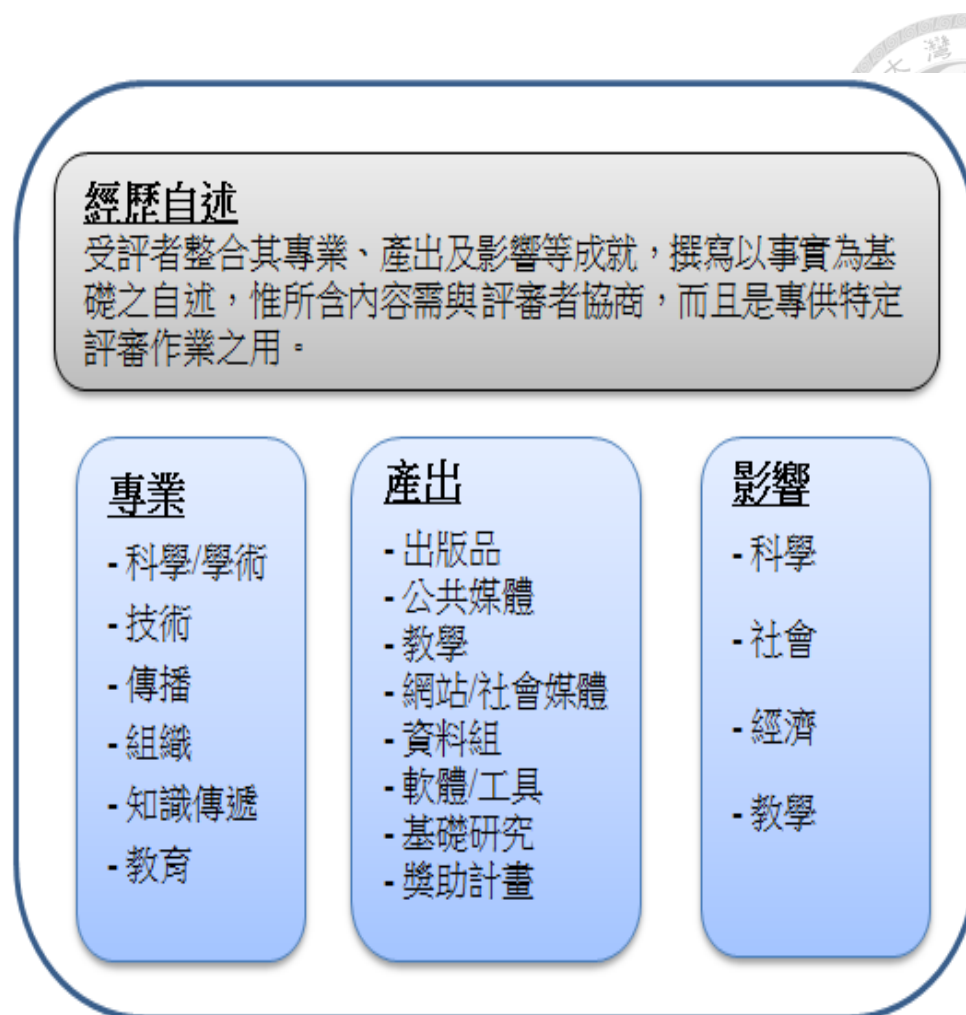 灣
大
經歷自述
受評者整合其專業、產出及影響等成就，撰寫以事實為基
礎之自述，惟所含內容需與評審者協商，而且是專供特定
評審作業之用。
專業
- 科學/學術
- 技術
- 傳播
- 組織
- 知識傳遞
- 教育
產出
- 出版品
- 公共媒體
- 教學
- 網站/社會媒體
- 資料組
- 軟體/工具
- 基礎研究
- 獎助計畫
影響
- 科學
- 社會
- 經濟
- 教學